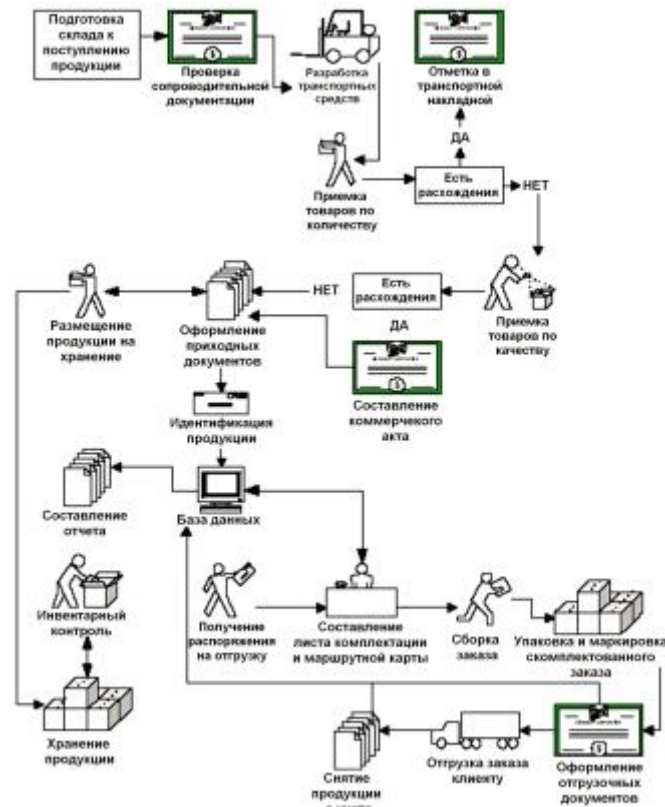 Подготовка
склада к
поступлению
продукции
Проверка
сопроводительной
документации
Разработка
транспортных
средств
Отметка в
транспортной
накладной
ДА
Есть
расхождения
НЕТ
Приемка
товаров по
количеству
Размещение
продукции на
хранение
Оформление
приходных
документов
НЕТ
Есть
расхождения
Приемка
товаров по
качеству
ДА
Составление
коммерчекого
акта
Идентификация
продукции
База данных
Составление
отчета
Инвентарный
контроль
Хранение
продукции
Получение
распоряжения
на отгрузку
Составление
листа комплектации
и маршрутной карты
Сборка
заказа
Упаковка и маркировка
скомплектованного
заказа
Снятие
продукции
Отгрузка заказа
клиенту
Оформление
отгрузочных
документов